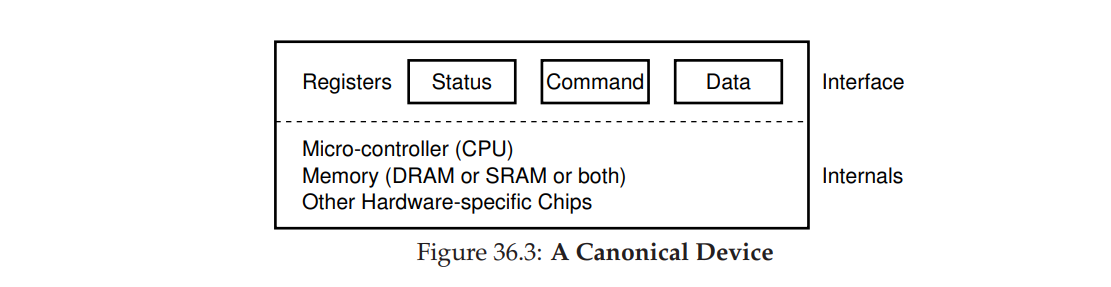 Registers Status Command Data Interface
Micro-controller (CPU)
Memory (DRAM or SRAM or both) Internals
Other Hardware-specific Chips
Figure 36.3: A Canonical Device